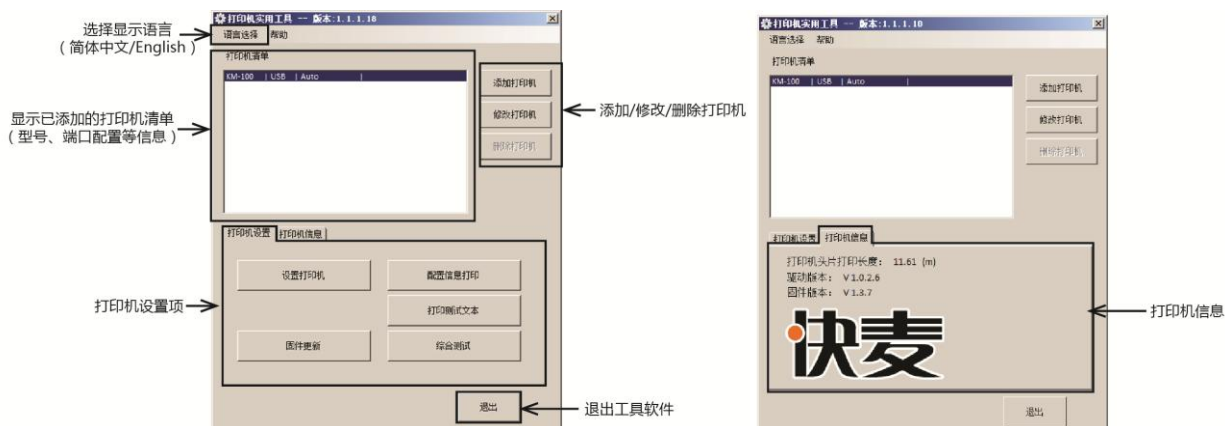 选择显示语言
（简体中文/English）
显示已添加的打印机清单
（型号、端口配置等信息）
打印机设置项
打印机实用工具 -- 版本:1.1.1.18
语言选择 帮助
打印机清单
KM-100 | USB | Auto |
添加打印机
修改打印机
删除打印机
打印机设置 打印机信息
设置打印机 配置信息打印
打印测试文本
固件更新 综合测试
退出
添加/修改/删除打印机
退出工具软件
打印机实用工具 -- 版本:1.1.1.18
语言选择 帮助
打印机清单
KM-100 | USB | Auto |
添加打印机
修改打印机
删除打印机
打印机设置 打印机信息
打印机头片打印长度： 11.61 (m)
驱动版本： V 1.0.2.6
固件版本： V 1.3.7
快麦
退出
打印机信息